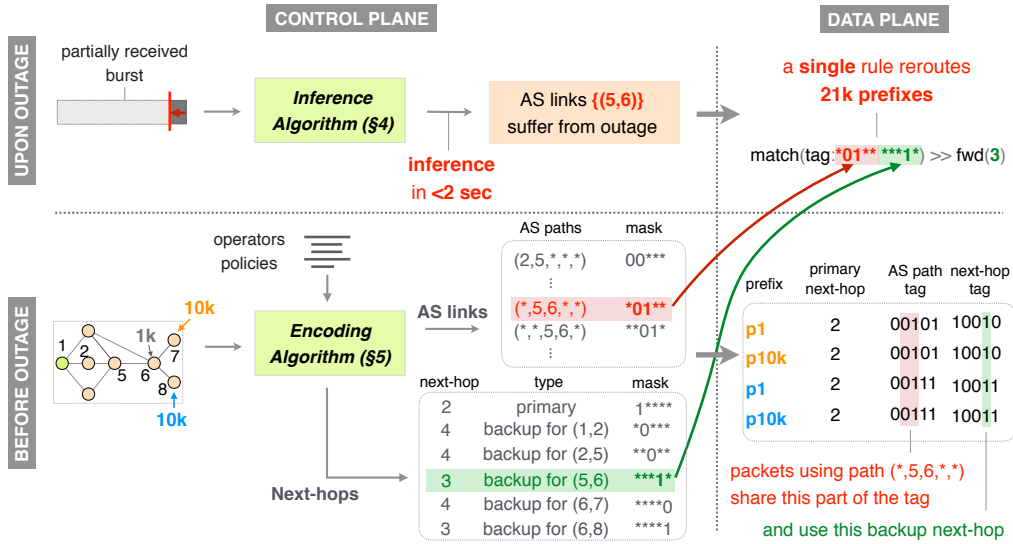 CONTROL PLANE
DATA PLANE
UPON OUTAGE
partially received
burst
Inference
Algorithm (§4)
inference
in <2 sec
AS links {(5,6)}
suffer from outage
a single rule reroutes
21k prefixes
match(tag:*01** ***1*) >> fwd(3)
BEFORE OUTAGE
operators
policies
10k
1k
1
2
5
6
7
8
10k
Encoding
Algorithm (§5)
AS links
Next-hops
AS paths mask
(2,5,*,*,*) 00***
⋮
(*,5,6,*,*) *01**
(*,*,5,6,*) **01*
⋮
next-hop type mask
2 primary 1****
4 backup for (1,2) *0***
4 backup for (2,5) **0**
3 backup for (5,6) ***1*
4 backup for (6,7) ****0
3 backup for (6,8) ****1
prefix primary next-hop AS path tag next-hop tag
p1 2 00101 10010
p10k 2 00101 10010
p1 2 00111 10011
p10k 2 00111 10011
packets using path (*,5,6,*,*)
share this part of the tag
and use this backup next-hop